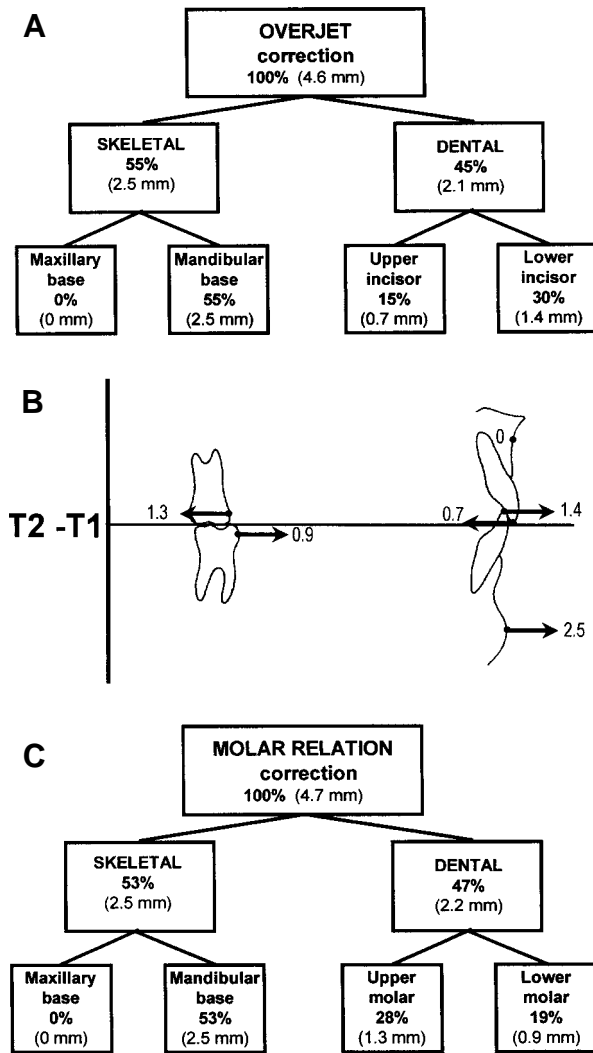 A
OVERJET
correction
100% (4.6 mm)
SKELETAL
55%
(2.5 mm)
DENTAL
45%
(2.1 mm)
Maxillary
base
0%
(0 mm)
Mandibular
base
55%
(2.5 mm)
Upper
incisor
15%
(0.7 mm)
Lower
incisor
30%
(1.4 mm)
B
T2 -T1
1.3
0.9
0
0.7
1.4
2.5
C
MOLAR RELATION
correction
100% (4.7 mm)
SKELETAL
53%
(2.5 mm)
DENTAL
47%
(2.2 mm)
Maxillary
base
0%
(0 mm)
Mandibular
base
53%
(2.5 mm)
Upper
molar
28%
(1.3 mm)
Lower
molar
19%
(0.9 mm)